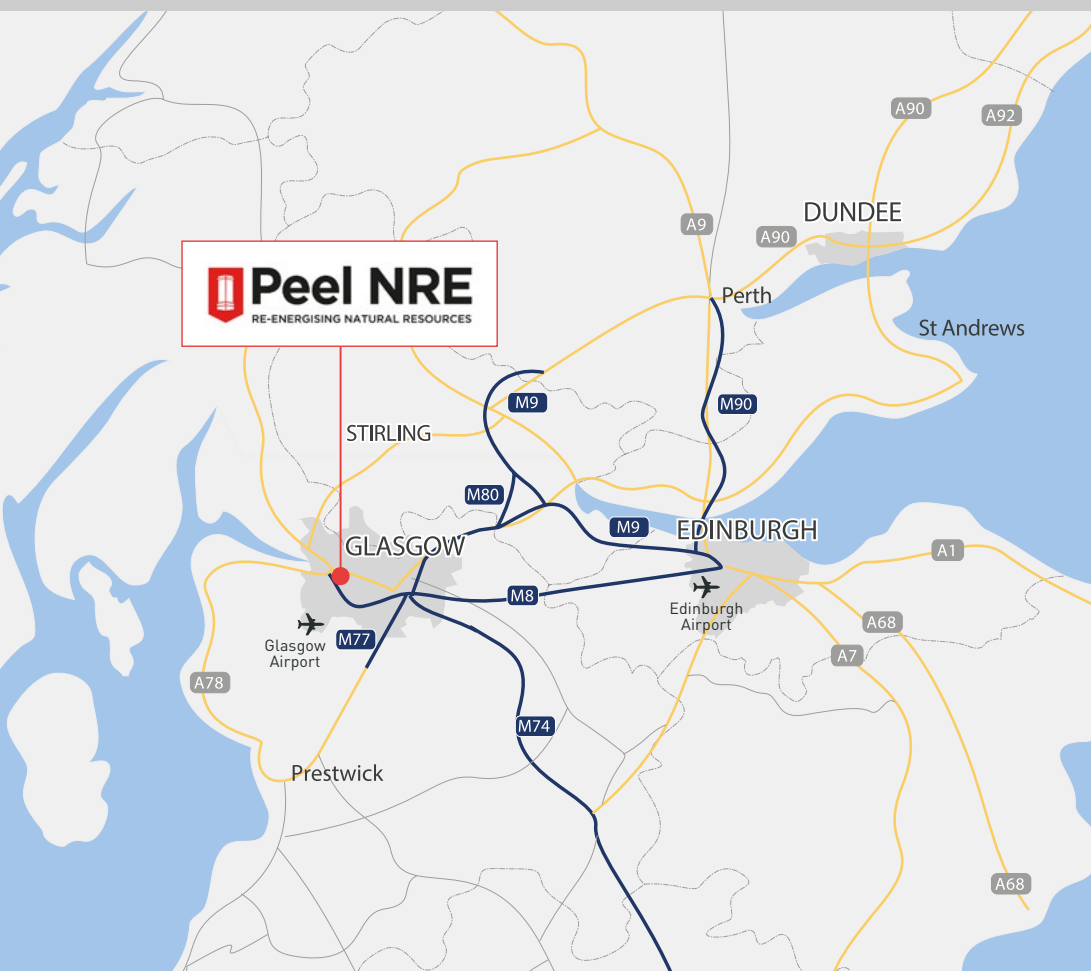 A90
A92
DUNDEE
A9
A90
Peel NRE
RE-ENERGISING NATURAL RESOURCES
Perth
St Andrews
M9
M90
STIRLING
M80
M9
EDINBURGH
GLASGOW
A1
M8
Edinburgh
Airport
A68
Glasgow
Airport
M77
A7
A78
M74
Prestwick
A68